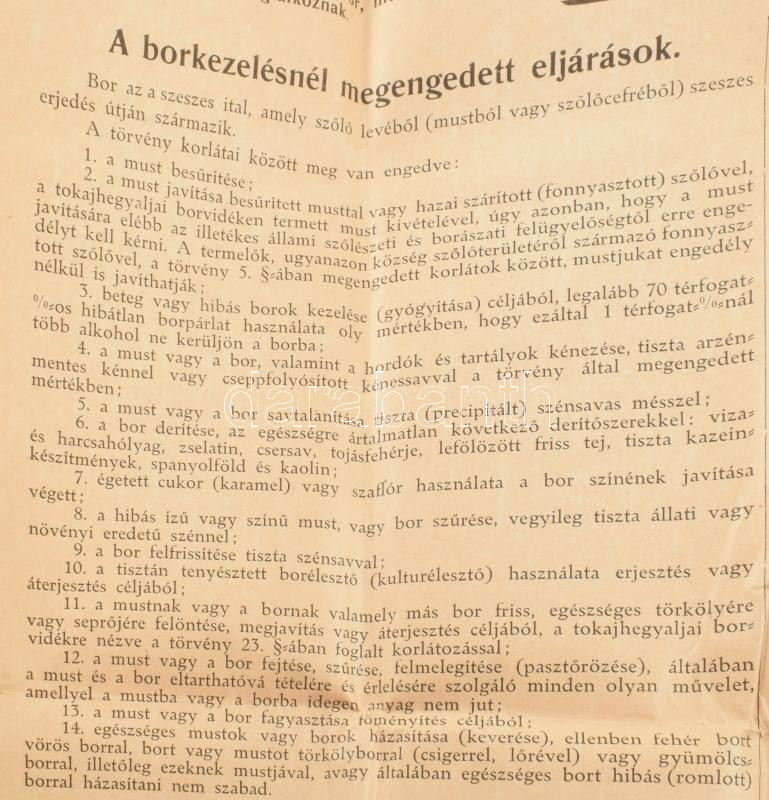 lkoznak.
A borkezelésnél megengedett eljárások.
Bor az a szeszes ital, amely szőlő levéből (mustból vagy szőlőcefréből) szeszes
erjedés útján származik.
A törvény korlátai között meg van engedve:
1. a must besűrítése;
2. a must javítása besűrített musttal vagy hazai szárított (fonnyasztott) szőlővel,
a tokajhegyaljai borvidéken termett must kivételével, úgy azonban, hogy a must
javítására elébb az illetékes állami szőlészeti és borászati felügyelőségtől erre enge-
délyt kell kérni. A termelők, ugyanazon község szőlőterületéről származó fonnyasz-
tott szőlővel, a törvény 5. §-ában megengedett korlátok között, mustjukat engedély
nélkül is javíthatják;
3. beteg vagy hibás borok kezelése (gyógyítása) céljából, legalább 70 térfogat-
%-os hibátlan borpárlat használata oly mértékben, hogy ezáltal 1 térfogat-%-nál
több alkohol ne kerüljön a borba;
4. a must vagy a bor, valamint a hordók és tartályok kénezése, tiszta arzén-
mentes kénnel vagy cseppfolyósított kénessavval a törvény által megengedett
mértékben;
5. a must vagy a bor savtalanítása tiszta (precipitált) szénsavas mésszel;
6. a bor derítése, az egészségre ártalmatlan következő derítőszerekkel: viza-
és harcsahólyag, zselatin, csersav, tojásfehérje, lefölözött friss tej, tiszta kazein-
készítmények, spanyolföld és kaolin;
7. égetett cukor (karamel) vagy szaflór használata a bor színének javítása
végett;
8. a hibás ízű vagy színű must, vagy bor szűrése, vegyileg tiszta állati vagy
növényi eredetű szénnel;
9. a bor felfrissítése tiszta szénsavval;
10. a tisztán tenyésztett borélesztő (kulturélesztő) használata erjesztés vagy
áterjesztés céljából;
11. a mustnak vagy a bornak valamely más bor friss, egészséges törkölyére
vagy seprőjére felöntése, megjavítás vagy áterjesztés céljából, a tokajhegyaljai bor-
vidékre nézve a törvény 23. §-ában foglalt korlátozással;
12. a must vagy a bor fejtése, szűrése, felmelegítése (pasztőrözése), általában
a must és a bor eltarthatóvá tételére és érlelésére szolgáló minden olyan művelet,
amellyel a mustba vagy a borba idegen anyag nem jut;
13. a must vagy a bor fagyasztása töményítés céljából;
14. egészséges mustok vagy borok házasítása (keverése), ellenben fehér bort
vörös borral, bort vagy mustot törkölyborral (csigerrel, lőrével) vagy gyümölcs-
borral, illetőleg ezeknek mustjával, avagy általában egészséges bort hibás (romlott)
borral házasítani nem szabad.
darabanth